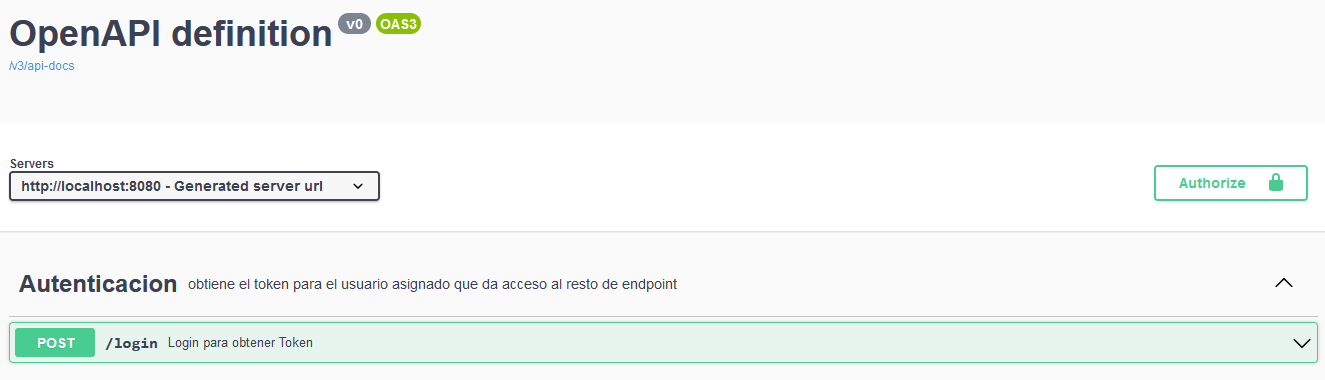 OpenAPI definition v0 OAS3
/v3/api-docs
Servers
http://localhost:8080 - Generated server url
Authorize
Autenticacion obtiene el token para el usuario asignado que da acceso al resto de endpoint
POST /login Login para obtener Token